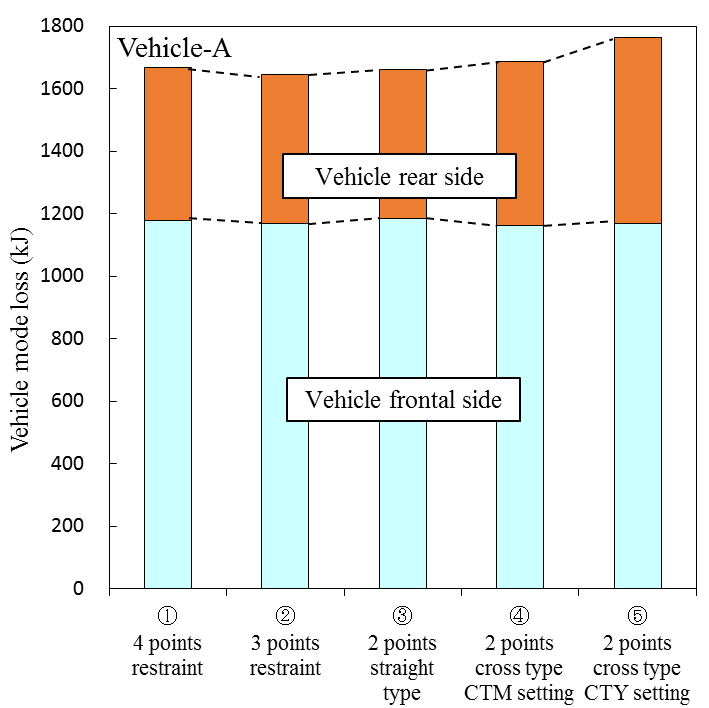 1800
Vehicle-A
1600
1400
Vehicle rear side
1200
1000
800
600
Vehicle frontal side
400
200
0
Vehicle mode loss (kJ)
①
4 points
restraint
②
3 points
restraint
③
2 points
straight
type
④
2 points
cross type
CTM setting
⑤
2 points
cross type
CTY setting